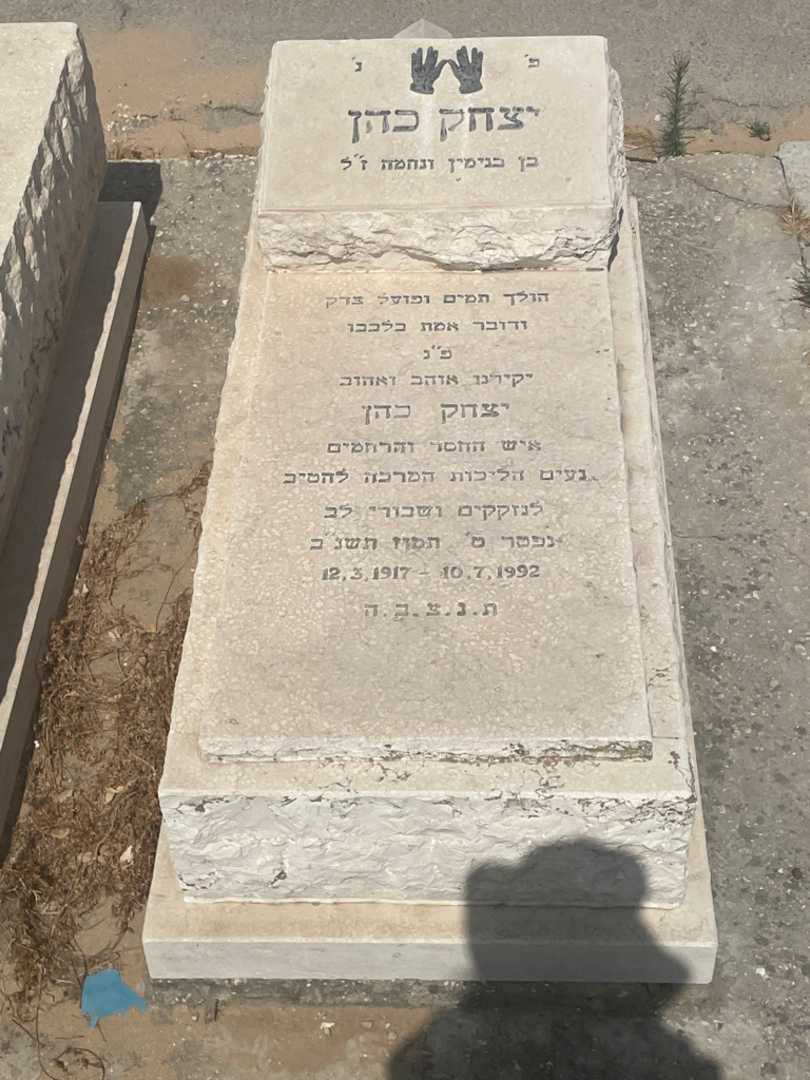 פ׳ נ׳
יצחק כהן
בן בנימין ונחמה ז״ל
הולך תמים ופועל צדק
ודובר אמת בלבבו
פ״נ
יקירנו אוהב ואהוב
יצחק כהן
איש החסד והרחמים
נעים הליכות המרבה להטיב
לנזקקים ושבורי לב
נפטר ט׳ תמוז תשנ״ב
12.3.1917 - 10.7.1992
ת.נ.צ.ב.ה